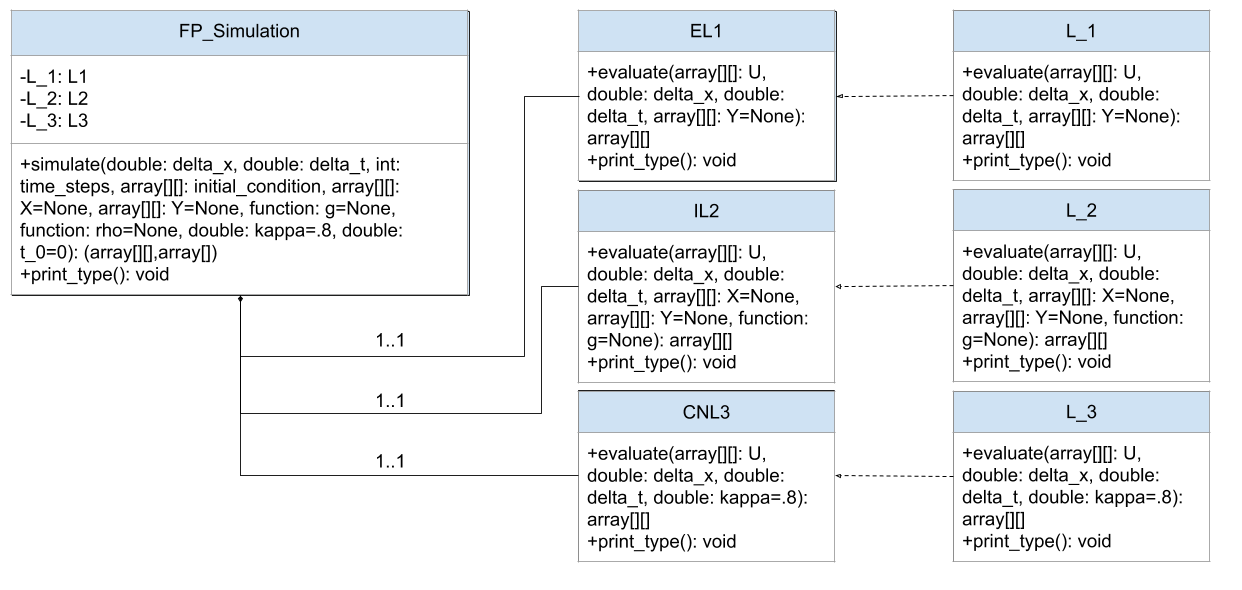 FP_Simulation
-L_1: L1
-L_2: L2
-L_3: L3
+simulate(double: delta_x, double: delta_t, int:
time_steps, array[][]: initial_condition, array[][]:
X=None, array[][]: Y=None, function: g=None,
function: rho=None, double: kappa=.8, double:
t_0=0): (array[][],array[])
+print_type(): void
1..1
1..1
1..1
EL1
+evaluate(array[][]: U,
double: delta_x, double:
delta_t, array[][]: Y=None):
array[][]
+print_type(): void
IL2
+evaluate(array[][]: U,
double: delta_x, double:
delta_t, array[][]: X=None,
array[][]: Y=None, function:
g=None): array[][]
+print_type(): void
CNL3
+evaluate(array[][]: U,
double: delta_x, double:
delta_t, double: kappa=.8):
array[][]
+print_type(): void
L_1
+evaluate(array[][]: U,
double: delta_x, double:
delta_t, array[][]: Y=None):
array[][]
+print_type(): void
L_2
+evaluate(array[][]: U,
double: delta_x, double:
delta_t, array[][]: X=None,
array[][]: Y=None, function:
g=None): array[][]
+print_type(): void
L_3
+evaluate(array[][]: U,
double: delta_x, double:
delta_t, double: kappa=.8):
array[][]
+print_type(): void